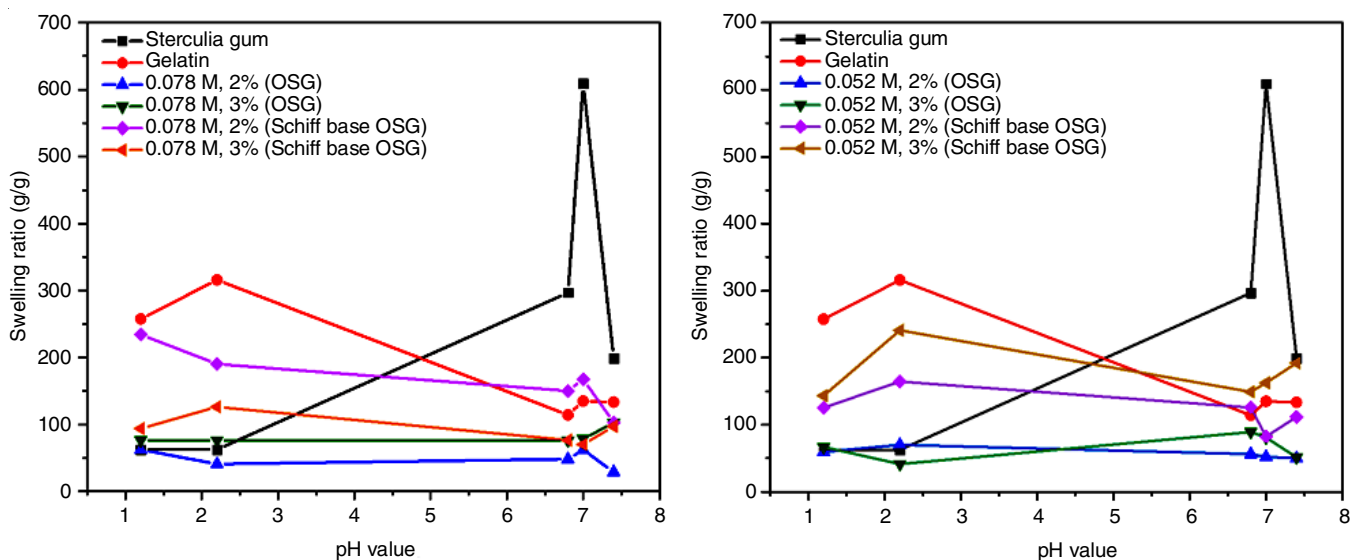 700
600
500
400
300
200
100
0
Swelling ratio (g/g)
Sterculia gum
Gelatin
0.078 M, 2% (OSG)
0.078 M, 3% (OSG)
0.078 M, 2% (Schiff base OSG)
0.078 M, 3% (Schiff base OSG)
1 2 3 4 5 6 7 8
pH value
700
600
500
400
300
200
100
0
Swelling ratio (g/g)
Sterculia gum
Gelatin
0.052 M, 2% (OSG)
0.052 M, 3% (OSG)
0.052 M, 2% (Schiff base OSG)
0.052 M, 3% (Schiff base OSG)
1 2 3 4 5 6 7 8
pH value